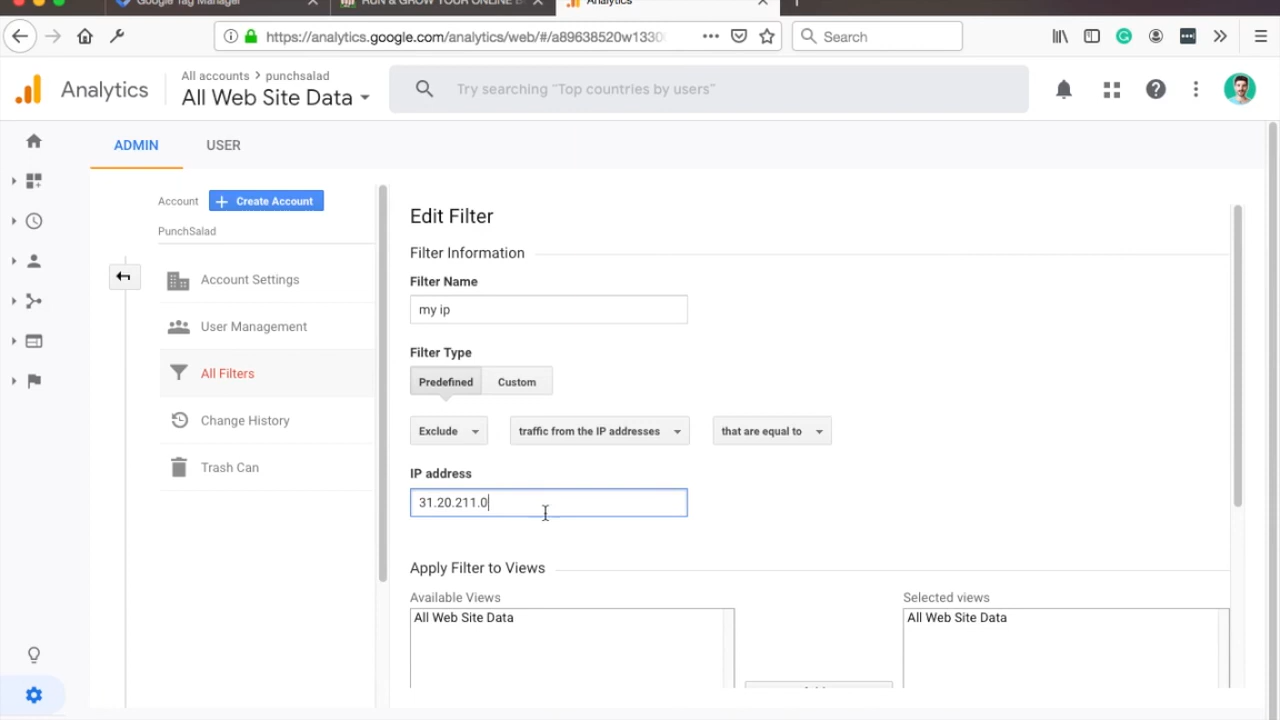 Google Tag Manager
RUN & GROW YOUR ONLINE B
Analytics
https://analytics.google.com/analytics/web/#/a89638520w1330
Search
Analytics
All accounts > punchsalad
All Web Site Data
Try searching "Top countries by users"
ADMIN
USER
Account
Create Account
PunchSalad
Account Settings
User Management
All Filters
Change History
Trash Can
Edit Filter
Filter Information
Filter Name
my ip
Filter Type
Predefined
Custom
Exclude
traffic from the IP addresses
that are equal to
IP address
31.20.211.0
Apply Filter to Views
Available Views
Selected views
All Web Site Data
All Web Site Data